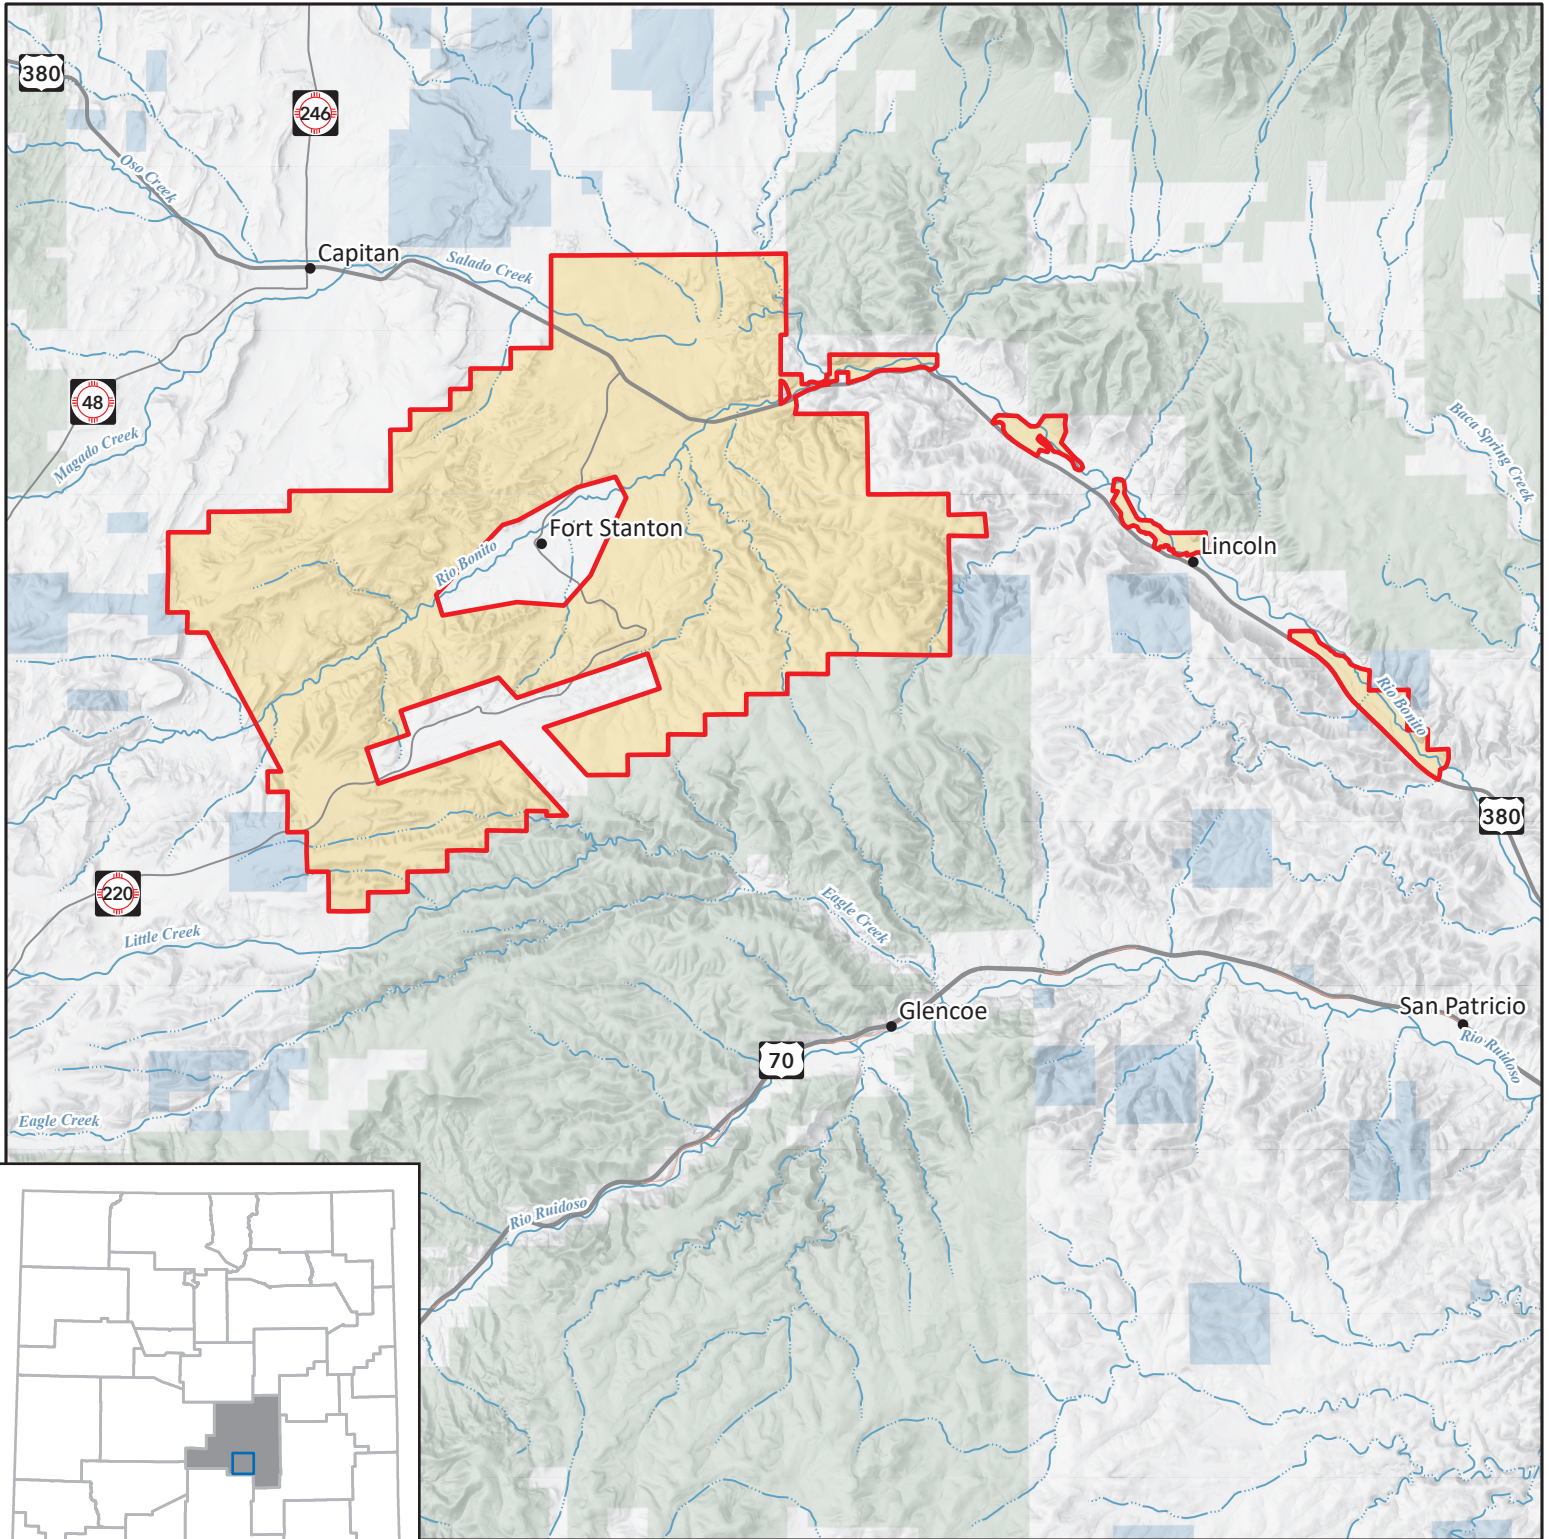 380
246
Oso Creek
Capitan
Salado Creek
48
Magado Creek
Baca Spring Creek
Fort Stanton
Rio Bonito
Lincoln
Rio Bonito
380
220
Little Creek
Eagle Creek
Glencoe
San Patricio
Rio Ruidoso
70
Eagle Creek
Rio Ruidoso